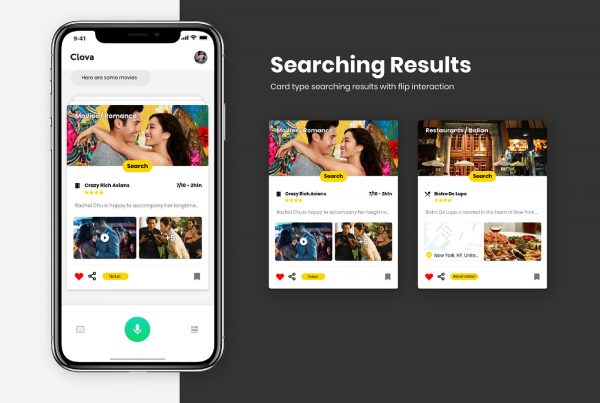 9:41
Clova
Here are some movies
Movies / Romance
Search
Crazy Rich Asians
7/10 - 2h1n
Rachel Chu is happy to accompany her longtime...
Ticket
Searching Results
Card type searching results with flip interaction
Movies / Romance
Search
Crazy Rich Asians
7/10 - 2h1n
Rachel Chu is happy to accompany her longtime...
Ticket
Restaurants / Italian
Search
Bistro De Lupo
Bistro De Lupo is located in the heart of New York ...
New York, NY, Unite..
Reservation